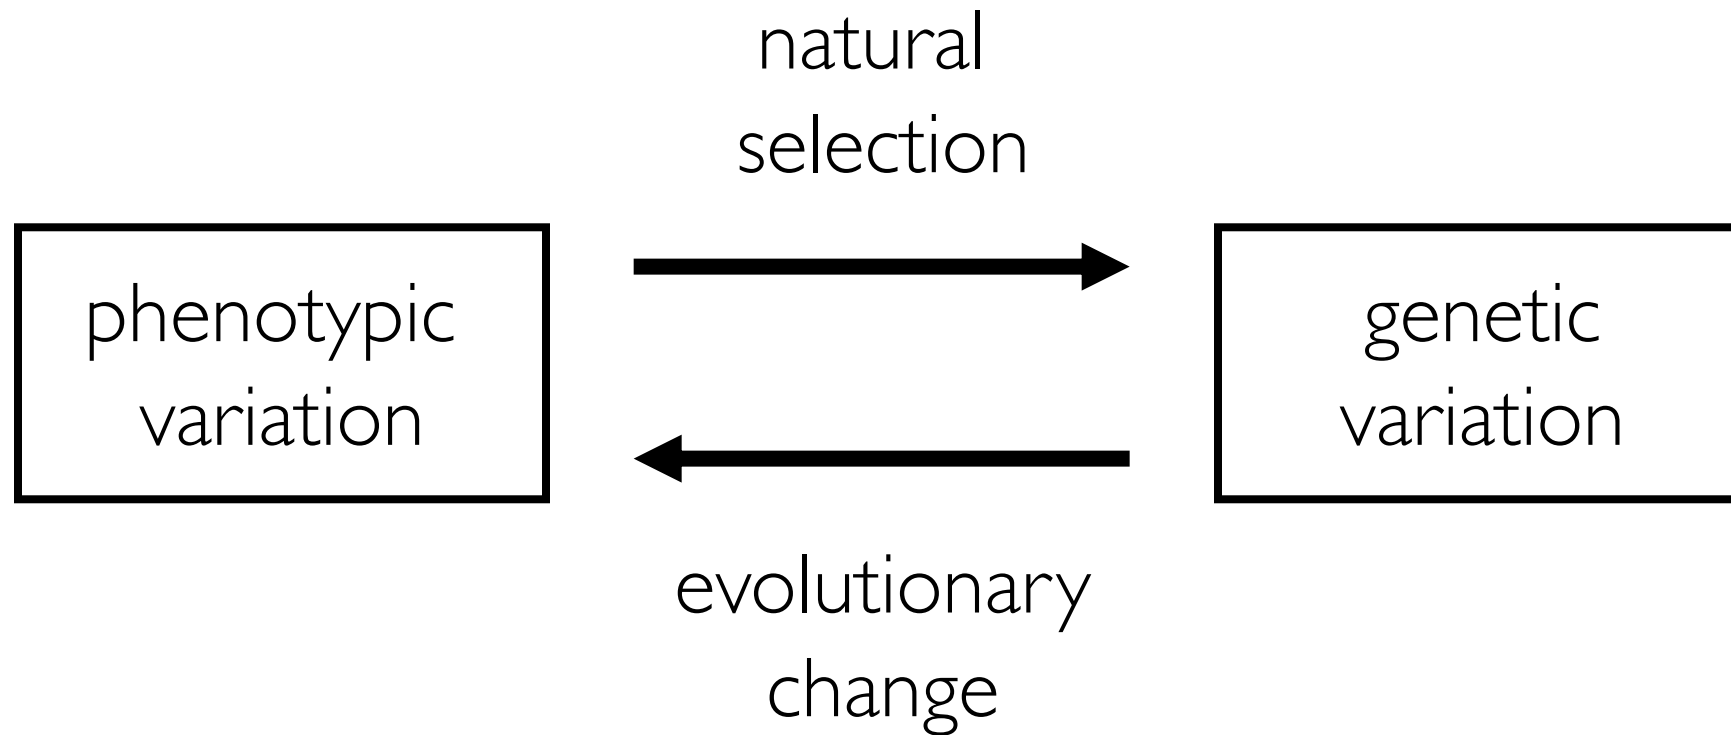 natural
selection
phenotypic
variation
genetic
variation
evolutionary
change